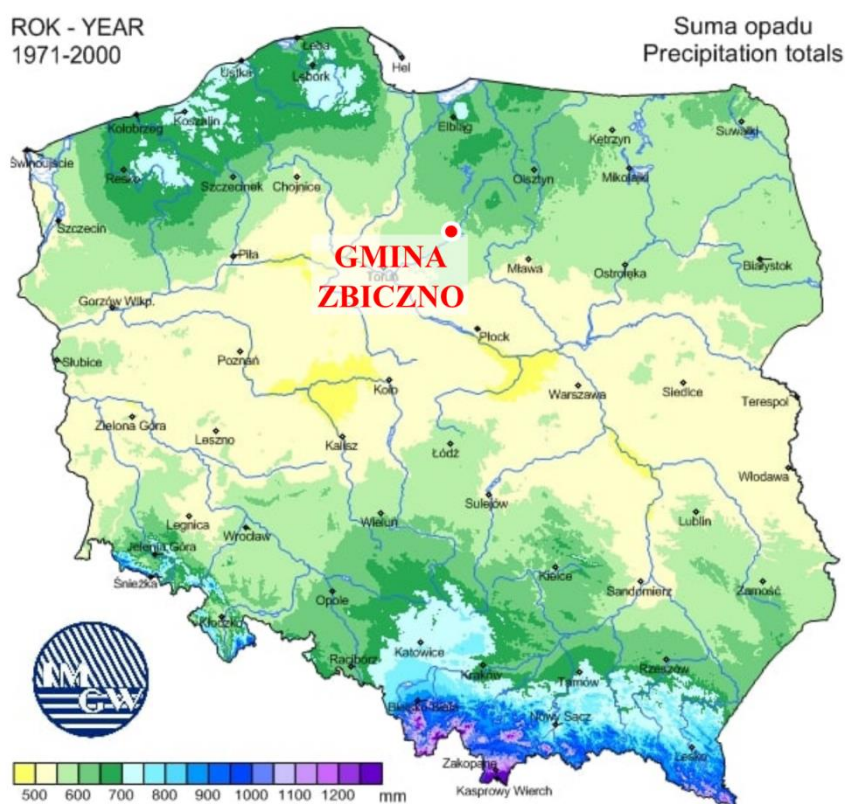 ROK - YEAR
1971-2000
Suma opadu
Precipitation totals
Łeba
Hel
Ustka
Lębork
Koszalin
Kołobrzeg
Elbląg
Kętrzyn
Suwałki
Świnoujście
Resko
Szczecinek
Chojnice
Olsztyn
Mikołajki
Szczecin
Piła
GMINA
ZBICZNO
Toruń
Mława
Ostrołęka
Białystok
Gorzów Wlkp.
Płock
Słubice
Poznań
Koło
Warszawa
Siedlce
Terespol
Zielona Góra
Leszno
Kalisz
Łódź
Włodawa
Sulejów
Legnica
Wrocław
Wieluń
Lublin
Jelenia Góra
Śnieżka
Kielce
Sandomierz
Zamość
Opole
Kłodzko
Katowice
Racibórz
Kraków
Tarnów
Rzeszów
Bielsko-Biała
Nowy Sącz
Lesko
Zakopane
Kasprowy Wierch
IMGW
500 600 700 800 900 1000 1100 1200 mm